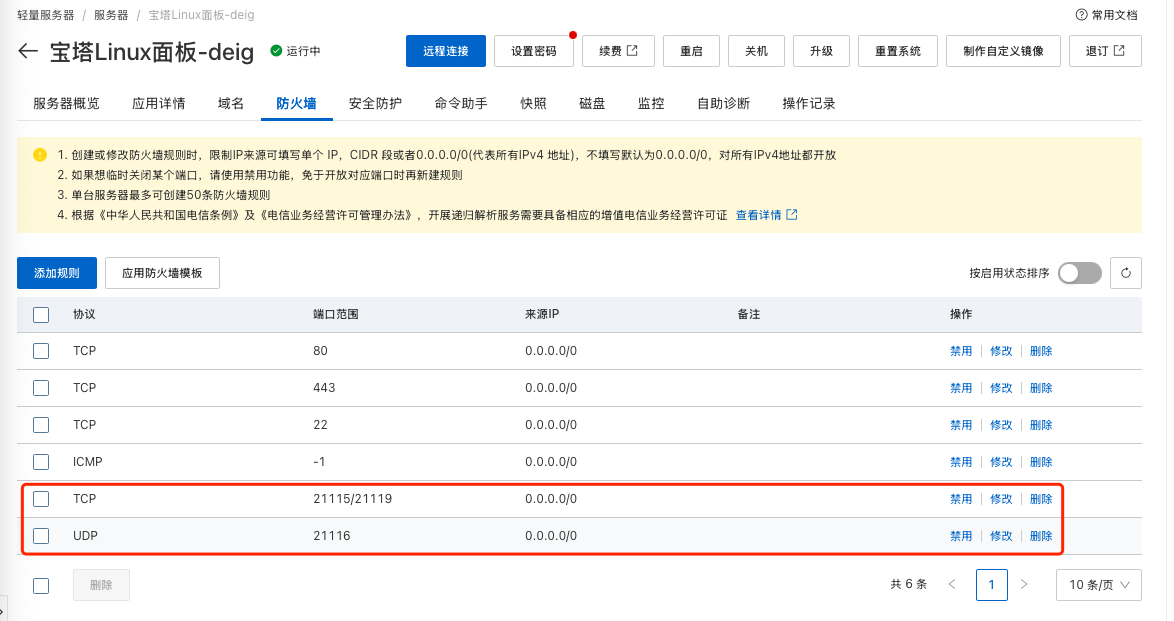 轻量服务器 / 服务器 / 宝塔Linux面板-deig 常用文档
宝塔Linux面板-deig 运行中 远程连接 设置密码 续费 重启 关机 升级 重置系统 制作自定义镜像 退订
服务器概览 应用详情 域名 防火墙 安全防护 命令助手 快照 磁盘 监控 自助诊断 操作记录
1. 创建或修改防火墙规则时，限制IP来源可填写单个 IP，CIDR 段或者0.0.0.0/0(代表所有IPv4 地址)，不填写默认为0.0.0.0/0，对所有IPv4地址都开放
2. 如果想临时关闭某个端口，请使用禁用功能，免于开放对应端口时再新建规则
3. 单台服务器最多可创建50条防火墙规则
4. 根据《中华人民共和国电信条例》及《电信业务经营许可管理办法》，开展递归解析服务需要具备相应的增值电信业务经营许可证 查看详情
添加规则 应用防火墙模板 按启用状态排序
协议 端口范围 来源IP 备注 操作
TCP 80 0.0.0.0/0 禁用 修改 删除
TCP 443 0.0.0.0/0 禁用 修改 删除
TCP 22 0.0.0.0/0 禁用 修改 删除
ICMP -1 0.0.0.0/0 禁用 修改 删除
TCP 21115/21119 0.0.0.0/0 禁用 修改 删除
UDP 21116 0.0.0.0/0 禁用 修改 删除
删除 共 6 条 < 1 > 10 条/页